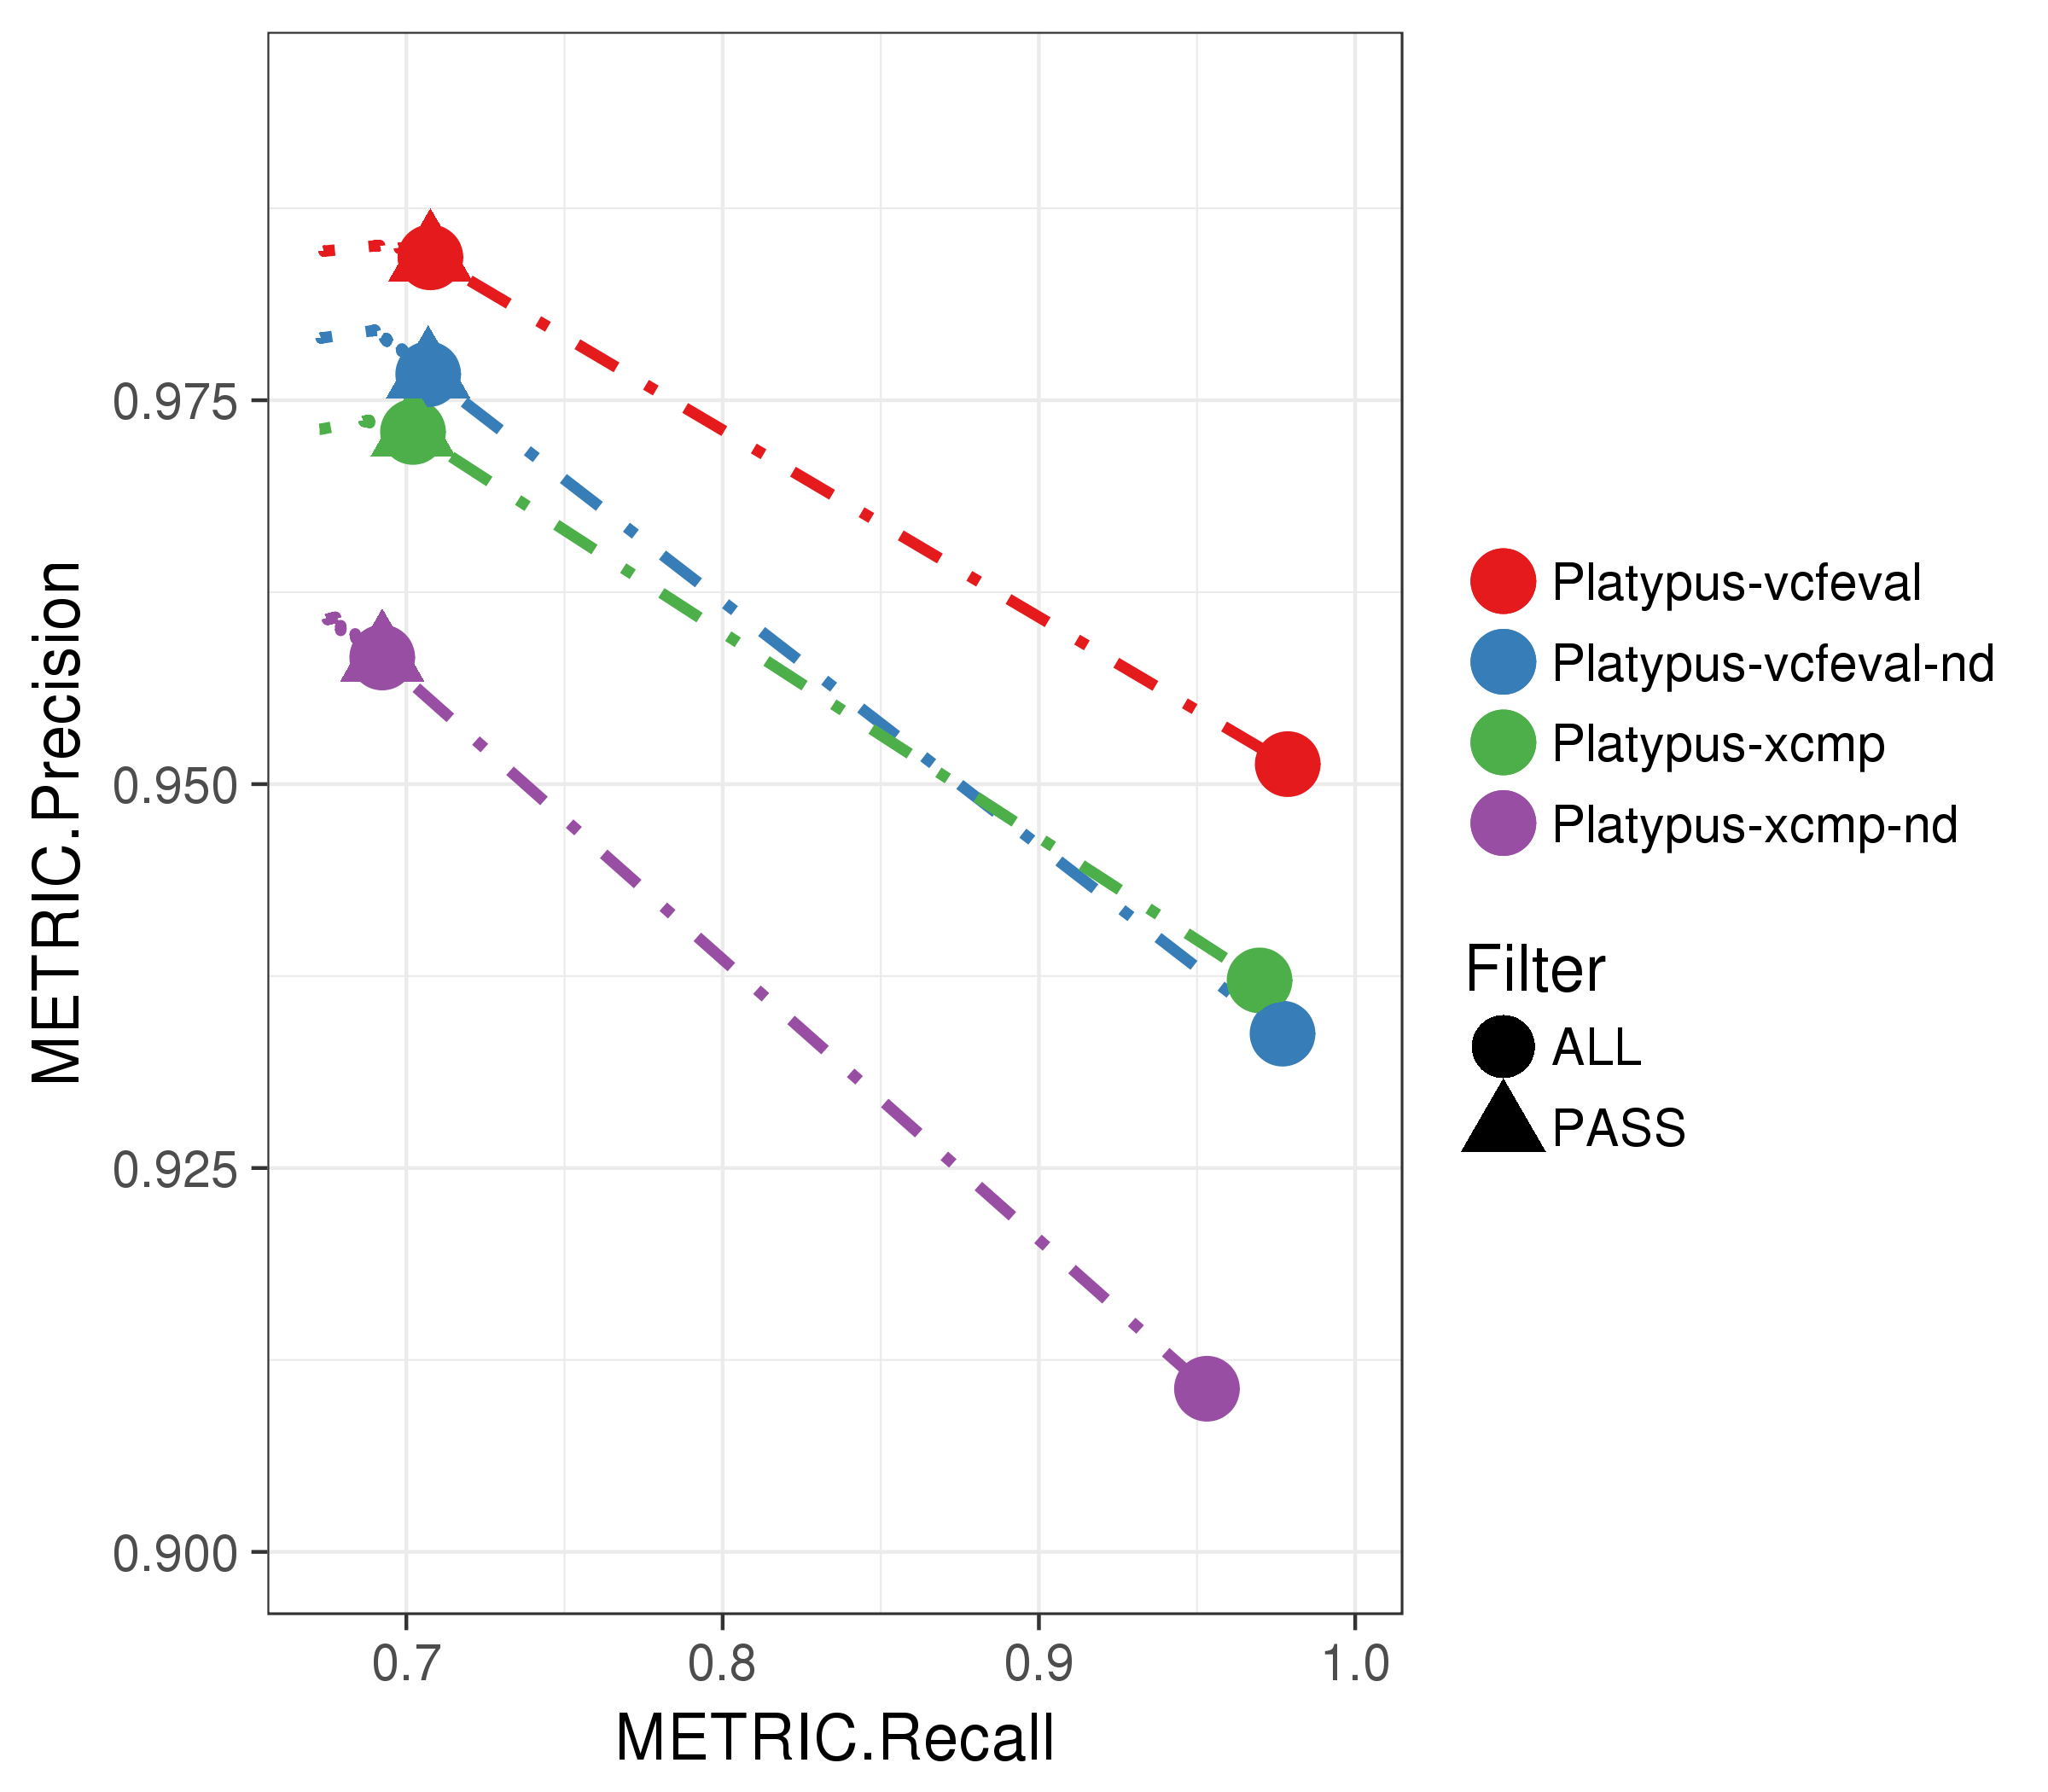 METRIC.Precision
0.975
0.950
0.925
0.900
0.7
0.8
0.9
1.0
METRIC.Recall
Platypus-vcfeval
Platypus-vcfeval-nd
Platypus-xcmp
Platypus-xcmp-nd
Filter
ALL
PASS